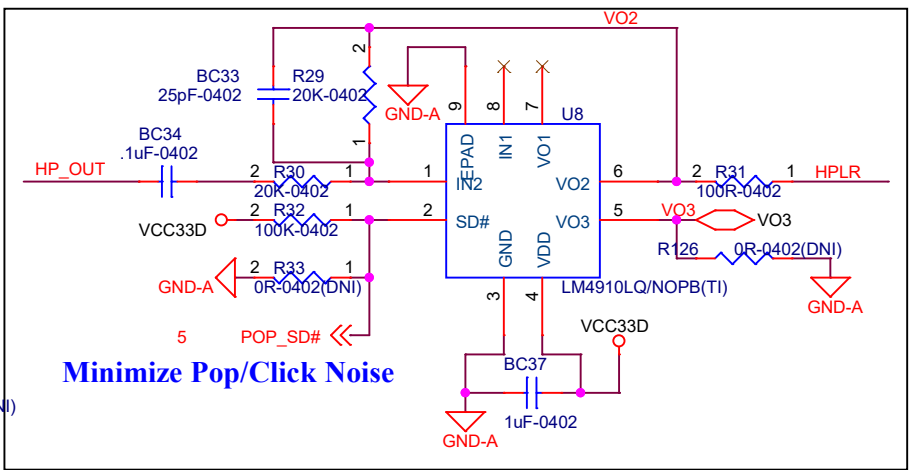 VO2
2
BC33
R29
25pF-0402
20K-0402
1
GND-A
9
8
7
U8
EPAD
IN1
VO1
BC34
.1uF-0402
HP_OUT
2
R30
1
20K-0402
1
IN2
VO2
6
2
R31
1
HPLR
100R-0402
VCC33D
2
R32
1
100K-0402
2
SD#
VO3
5
VO3
VO3
GND
VDD
R126
0R-0402(DNI)
GND-A
2
R33
1
0R-0402(DNI)
LM4910LQ/NOPB(TI)
GND-A
3
4
5
POP_SD#
VCC33D
Minimize Pop/Click Noise
BC37
1uF-0402
GND-A
NI)